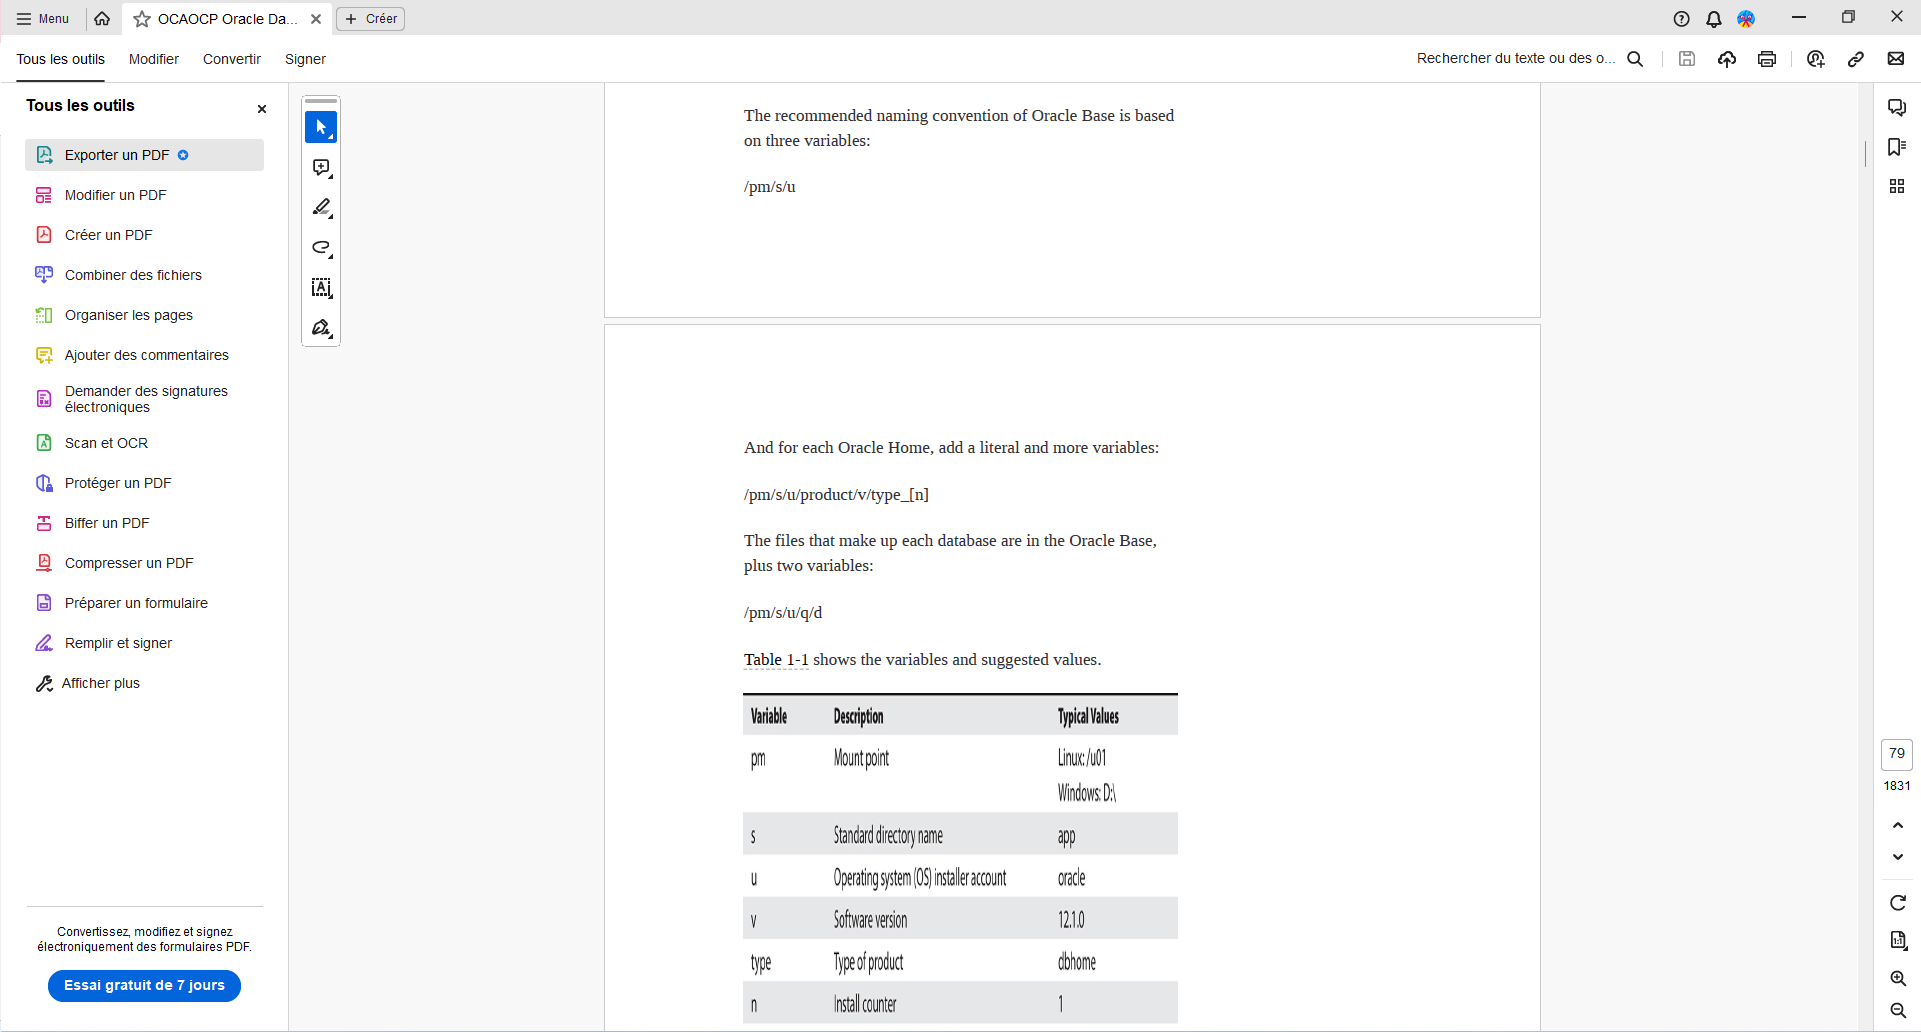 Menu
OCAOCP Oracle Da...
Créer
Tous les outils
Modifier
Convertir
Signer
Rechercher du texte ou des o...
Tous les outils
Exporter un PDF
Modifier un PDF
Créer un PDF
Combiner des fichiers
Organiser les pages
Ajouter des commentaires
Demander des signatures
électroniques
Scan et OCR
Protéger un PDF
Biffer un PDF
Compresser un PDF
Préparer un formulaire
Remplir et signer
Afficher plus
Convertissez, modifiez et signez
électroniquement des formulaires PDF.
Essai gratuit de 7 jours
The recommended naming convention of Oracle Base is based
on three variables:
/pm/s/u
And for each Oracle Home, add a literal and more variables:
/pm/s/u/product/v/type_[n]
The files that make up each database are in the Oracle Base,
plus two variables:
/pm/s/u/q/d
Table 1-1 shows the variables and suggested values.
Variable Description Typical Values
pm Mount point Linux: /u01
Windows: D:\
s Standard directory name app
u Operating system (OS) installer account oracle
v Software version 12.1.0
type Type of product dbhome
n Install counter 1
79
1831